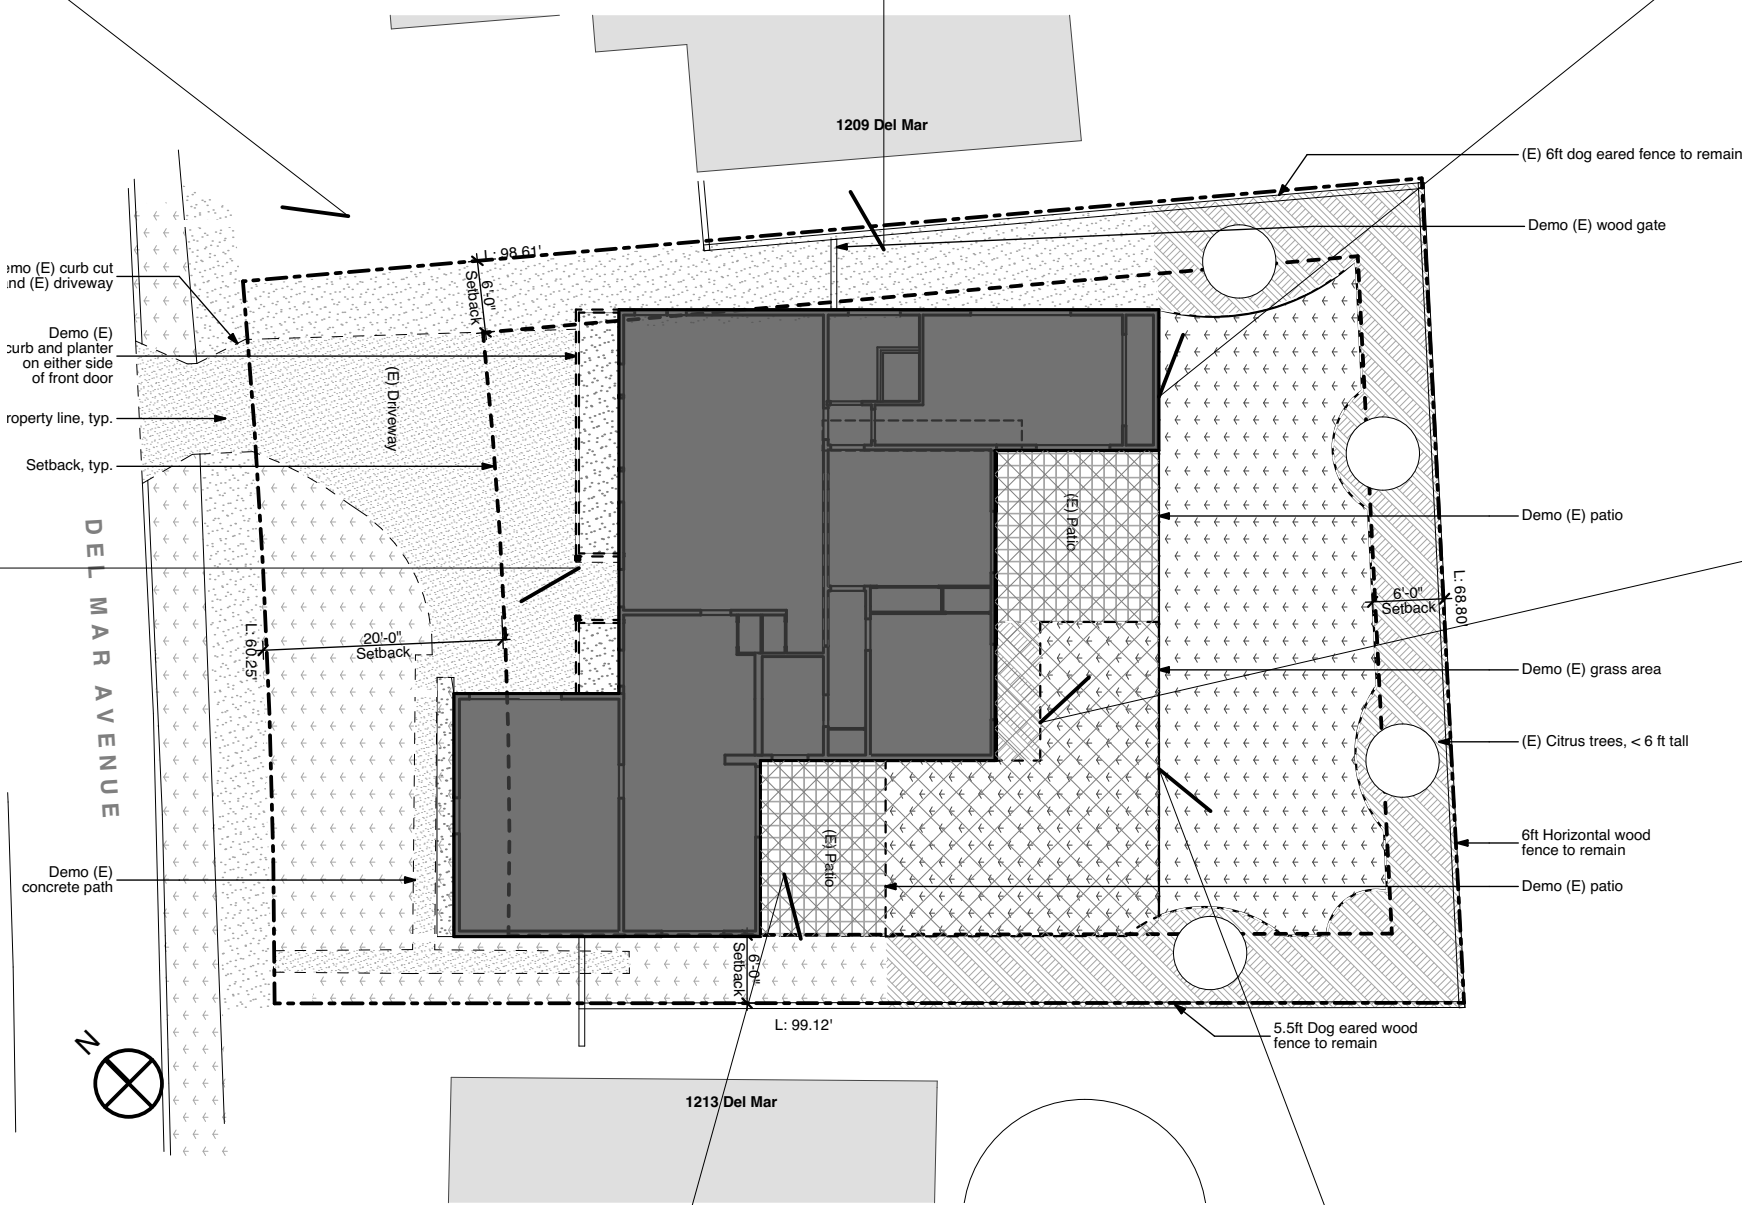 1209 Del Mar
(E) 6ft dog eared fence to remain
Demo (E) wood gate
L: 98.61'
6'-0"
Setback
emo (E) curb cut
nd (E) driveway
Demo (E)
curb and planter
on either side
of front door
(E) Driveway
roperty line, typ.
Setback, typ.
(E) Patio
Demo (E) patio
DEL MAR AVENUE
L: 60.25'
20'-0"
Setback
6'-0"
Setback
L: 68.80'
Demo (E) grass area
(E) Citrus trees, < 6 ft tall
6ft Horizontal wood
fence to remain
Demo (E)
concrete path
(E) Patio
Demo (E) patio
6'-0"
Setback
L: 99.12'
5.5ft Dog eared wood
fence to remain
N
1213 Del Mar